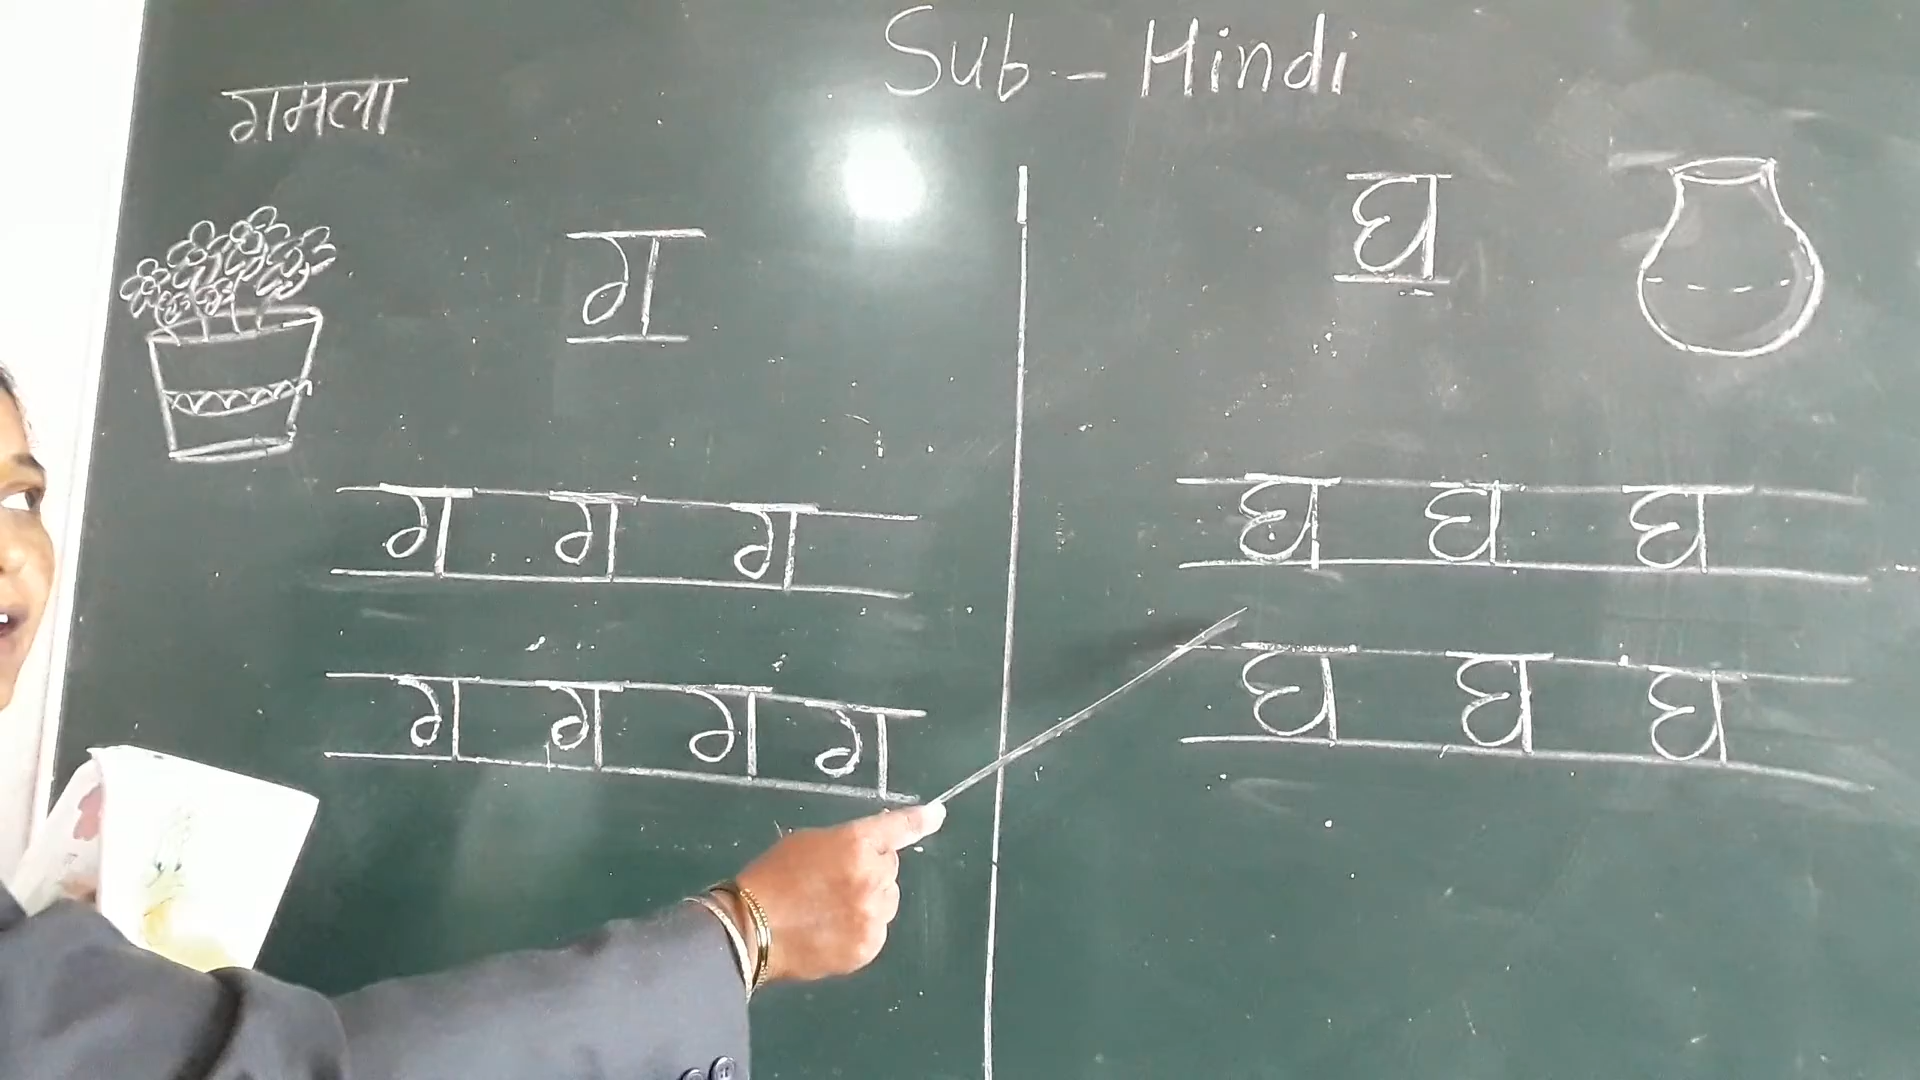 Sub - Hindi
गमला
ग
ग ग ग
ग ग ग ग
घ
घ घ घ
घ घ घ